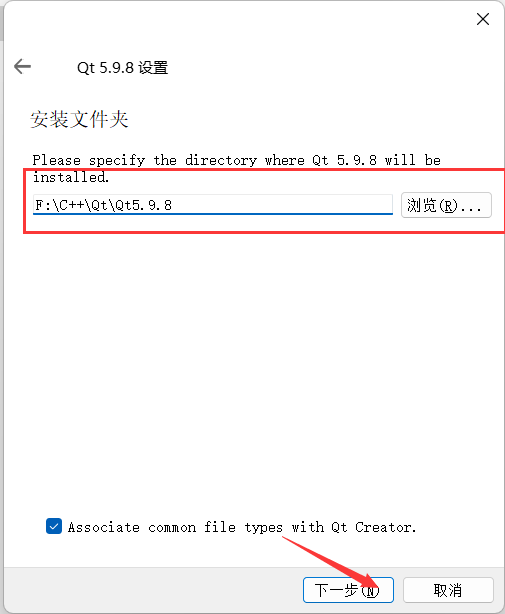 Qt 5.9.8 设置
安装文件夹
Please specify the directory where Qt 5.9.8 will be
installed.
F:\C++\Qt\Qt5.9.8
浏览(R)...
Associate common file types with Qt Creator.
下一步(N)
取消